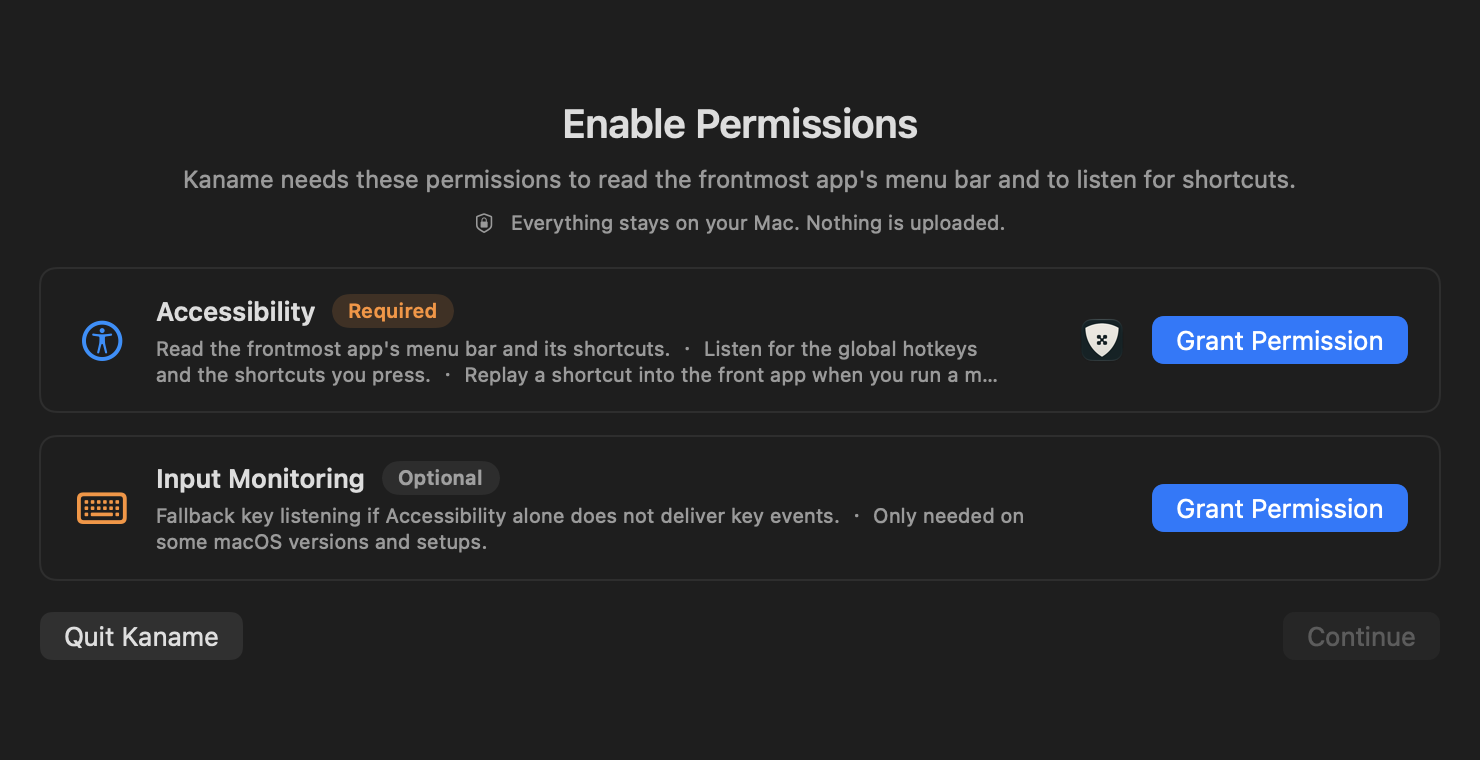 Enable Permissions
Kaname needs these permissions to read the frontmost app's menu bar and to listen for shortcuts.
Everything stays on your Mac. Nothing is uploaded.
Accessibility Required
Read the frontmost app's menu bar and its shortcuts. · Listen for the global hotkeys
and the shortcuts you press. · Replay a shortcut into the front app when you run a m...
Grant Permission
Input Monitoring Optional
Fallback key listening if Accessibility alone does not deliver key events. · Only needed on
some macOS versions and setups.
Grant Permission
Quit Kaname
Continue